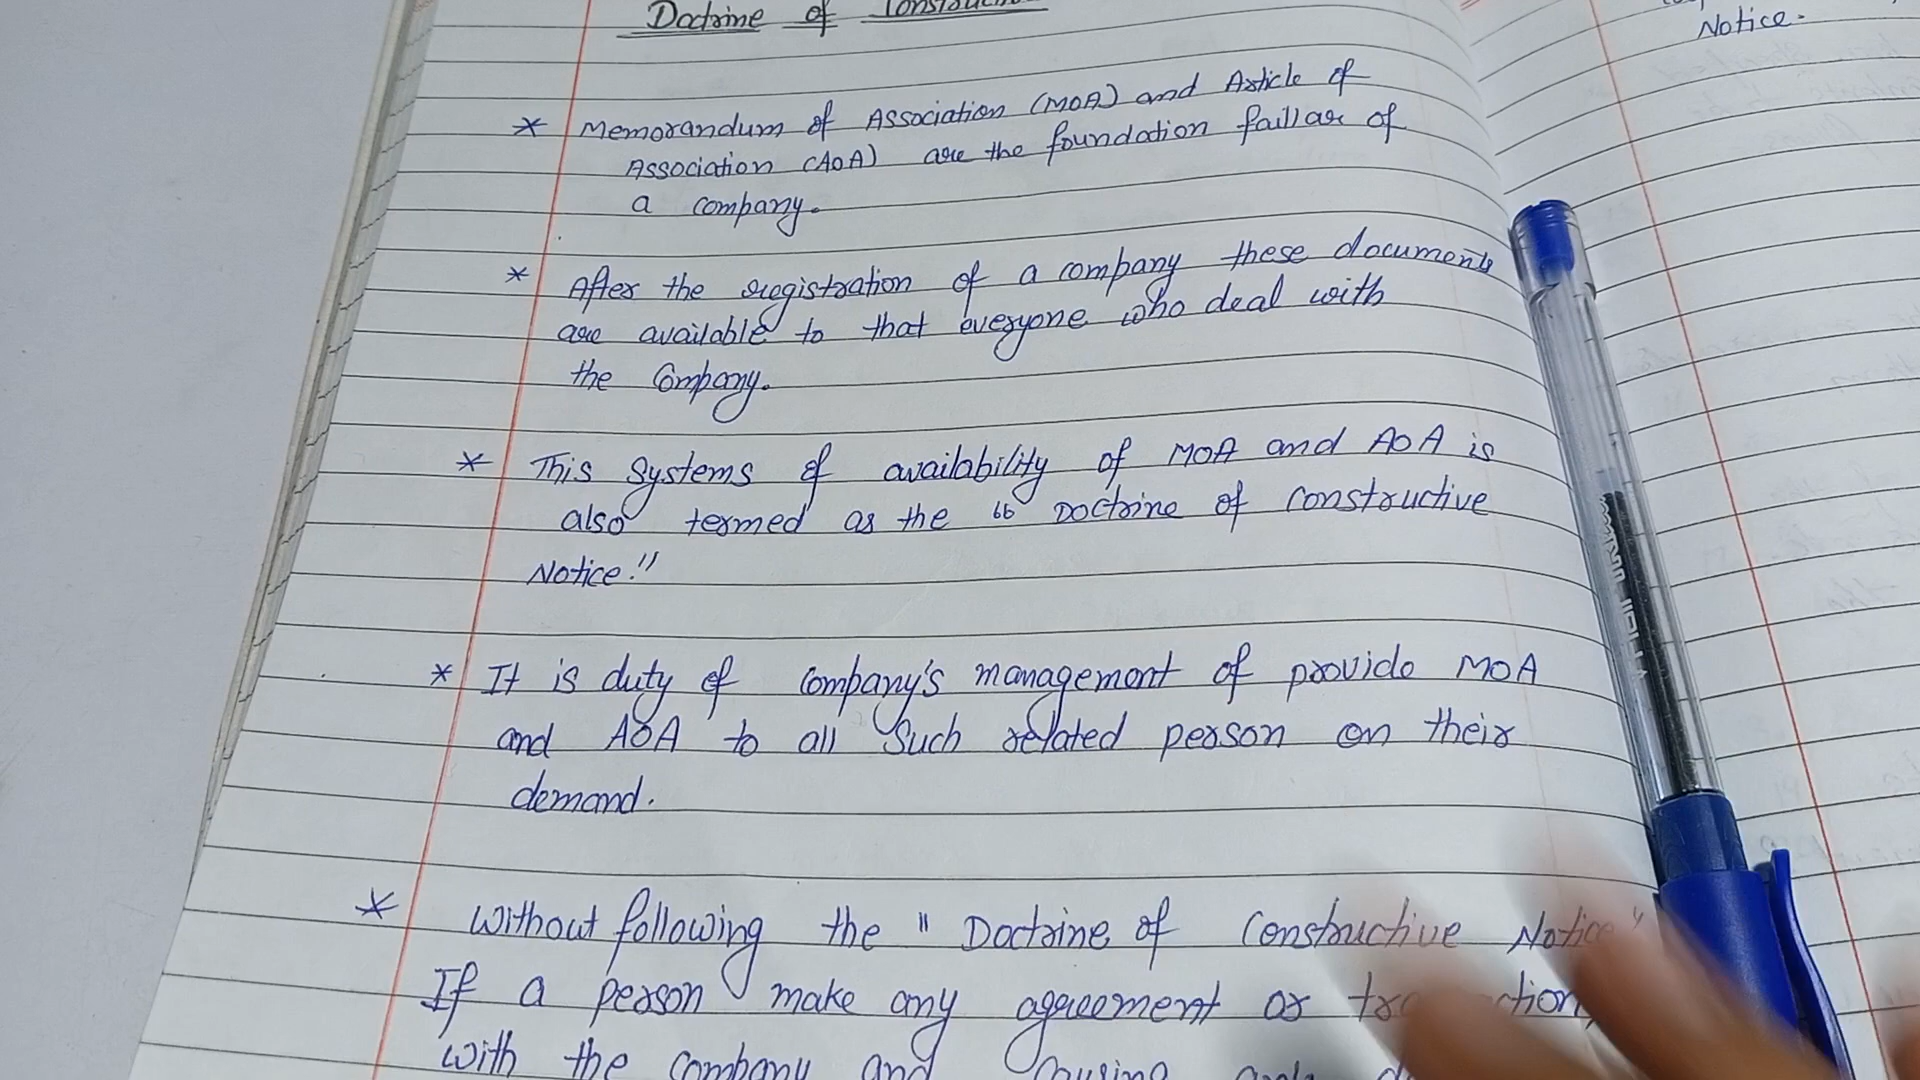 Doctrine of
Notice.
* Memorandum of Association (MOA) and Article of
Association (AOA) are the foundation faillar of
a company.
* After the registration of a company these documents
are available to that everyone who deal with
the Company.
* This Systems of availability of MOA and AOA is
also termed as the " Doctrine of constructive
Notice."
* It is duty of Company's management of provide MOA
and AOA to all Such related person on their
demand.
* Without following the " Doctrine of Constructive Notice"
If a person make any agreement or
with the company and